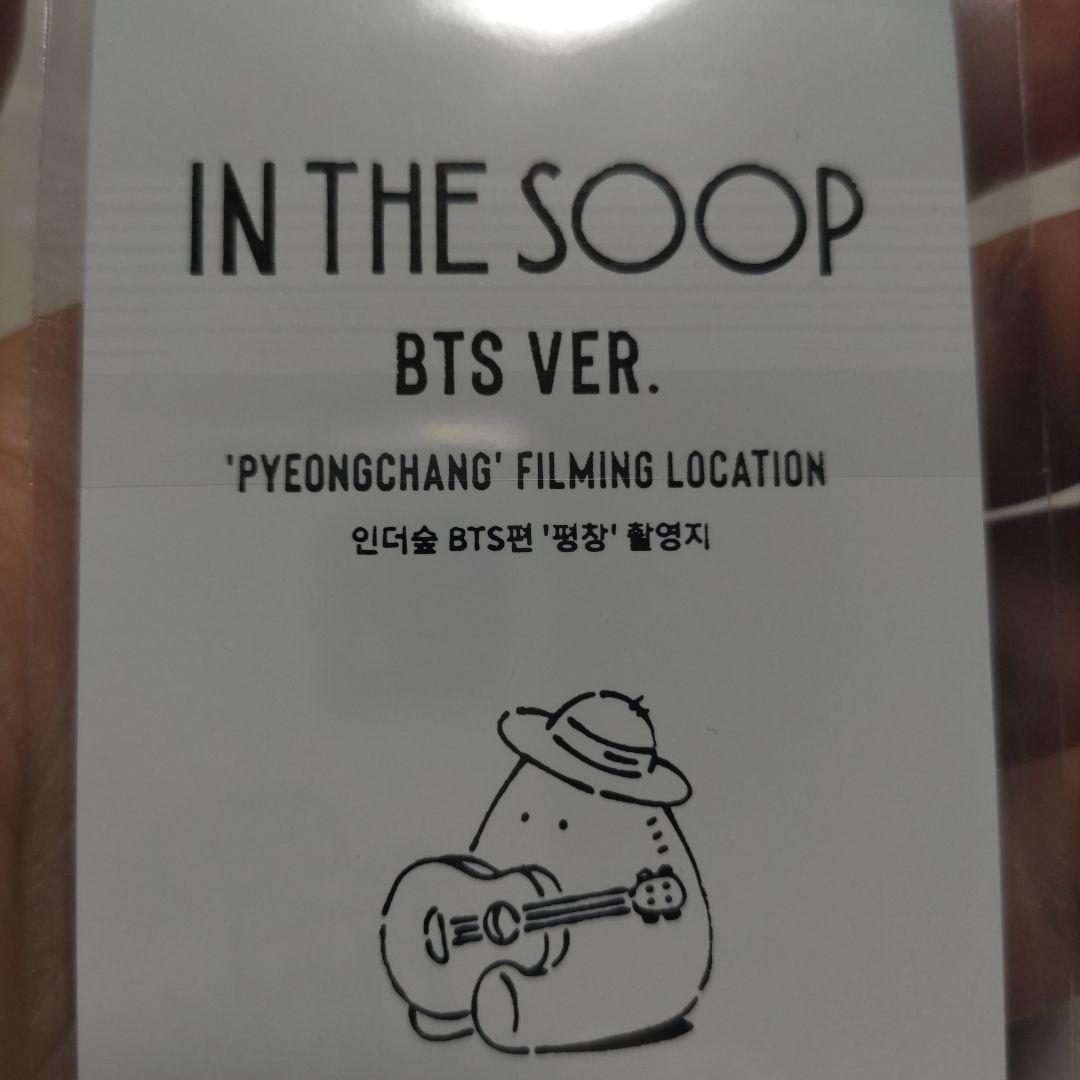 IN THE SOOP
BTS VER.
'PYEONGCHANG' FILMING LOCATION
인더숲 BTS편 '평창' 촬영지